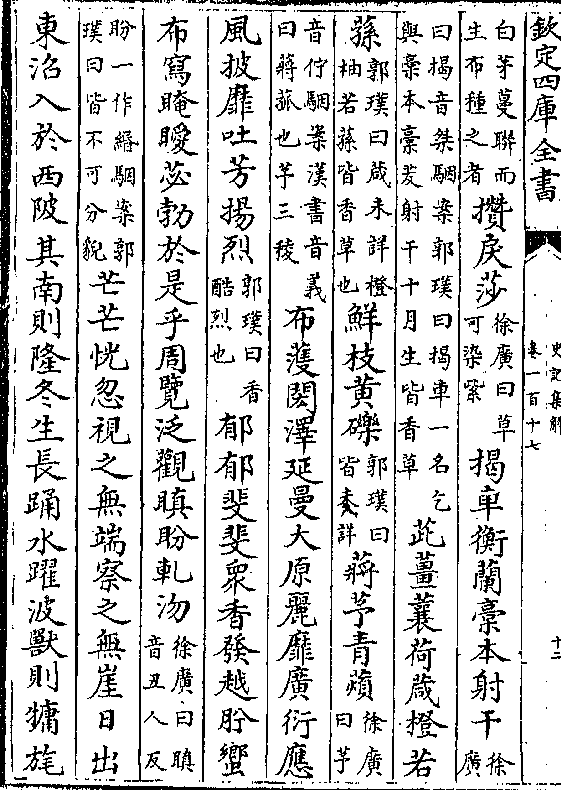 欽定四庫全書
史記集解
卷一百十七
十二
白芧蔓聯而生布種之者攢戾莎徐廣曰草可染紫揭車衡蘭槀本射干徐廣
曰揭音桀駰案郭璞曰揭車一名乞與槀本槀茇射干十月生皆香草茈薑蘘荷葴橙若
蓀郭璞曰葴未詳橙柚若蓀皆香草也鮮枝黃礫郭璞曰皆未詳蔣芧青薠徐廣曰芧
音佇駰案漢書音義曰蔣菰也芧三稜布濩閎澤延曼大原麗靡廣衍應
風披靡吐芳揚烈郭璞曰香酷烈也郁郁斐斐衆香發越肸蠁
布寫晻曖苾勃於是乎周覽泛觀瞋盼軋沕徐廣曰瞋音丑人反
盼一作緡駰案郭璞曰皆不可分貌芒芒恍忽視之無端察之無崖日出
東沼入於西陂其南則隆冬生長踊水躍波獸則㺎旄